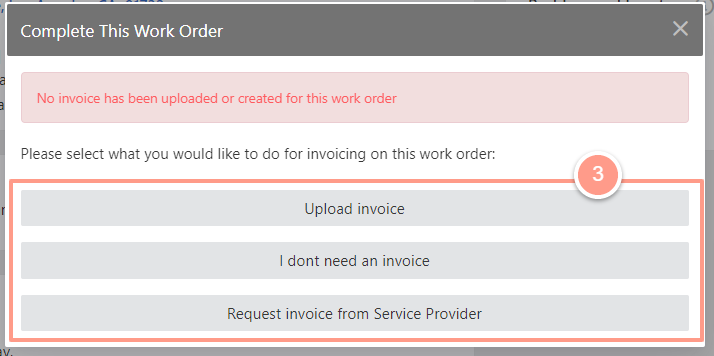 Complete This Work Order
No invoice has been uploaded or created for this work order
Please select what you would like to do for invoicing on this work order:
3
Upload invoice
I dont need an invoice
Request invoice from Service Provider